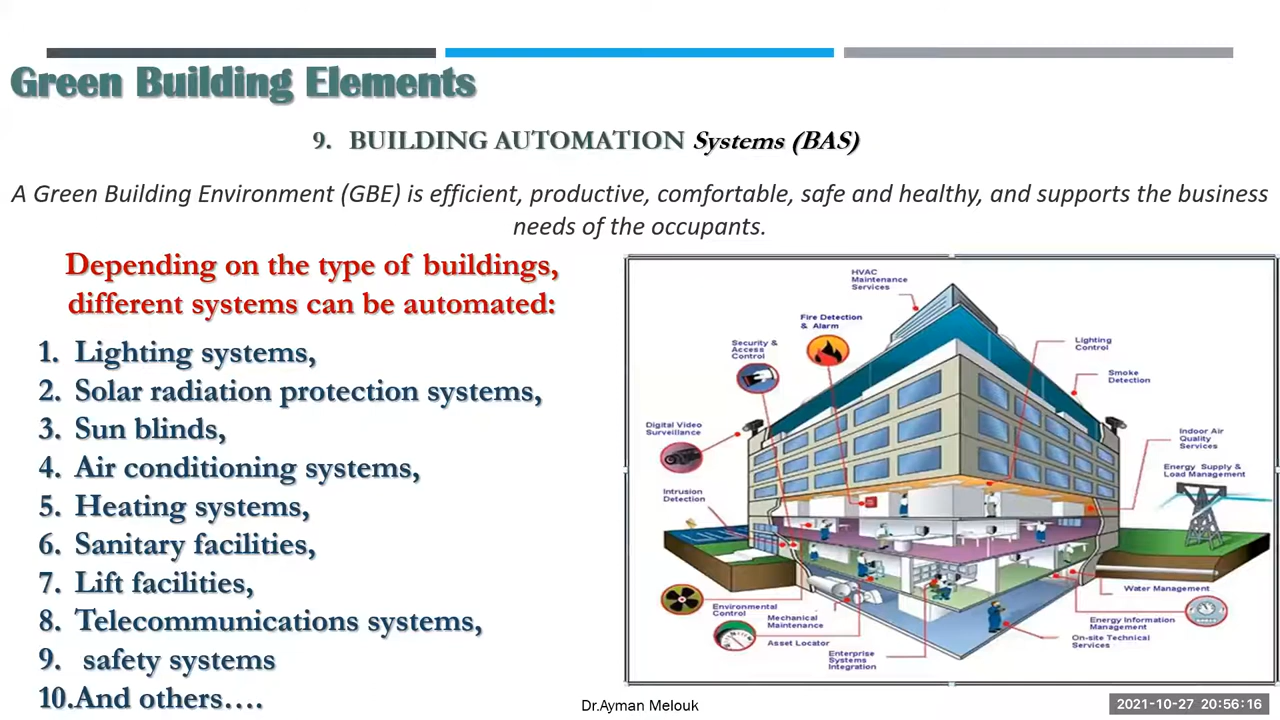 Green Building Elements
9. BUILDING AUTOMATION Systems (BAS)
A Green Building Environment (GBE) is efficient, productive, comfortable, safe and healthy, and supports the business
needs of the occupants.
Depending on the type of buildings,
different systems can be automated:
1. Lighting systems,
2. Solar radiation protection systems,
3. Sun blinds,
4. Air conditioning systems,
5. Heating systems,
6. Sanitary facilities,
7. Lift facilities,
8. Telecommunications systems,
9. safety systems
10.And others….
HVAC
Maintenance
Services
Fire Detection
& Alarm
Security &
Access
Control
Lighting
Control
Smoke
Detection
Digital Video
Surveillance
Indoor Air
Quality
Services
Energy Supply &
Load Management
Intrusion
Detection
Environmental
Control
Mechanical
Maintenance
Asset Locator
Enterprise
Systems
Integration
Water Management
Energy Information
Management
On-site Technical
Services
Dr.Ayman Melouk
2021-10-27 20:56:16